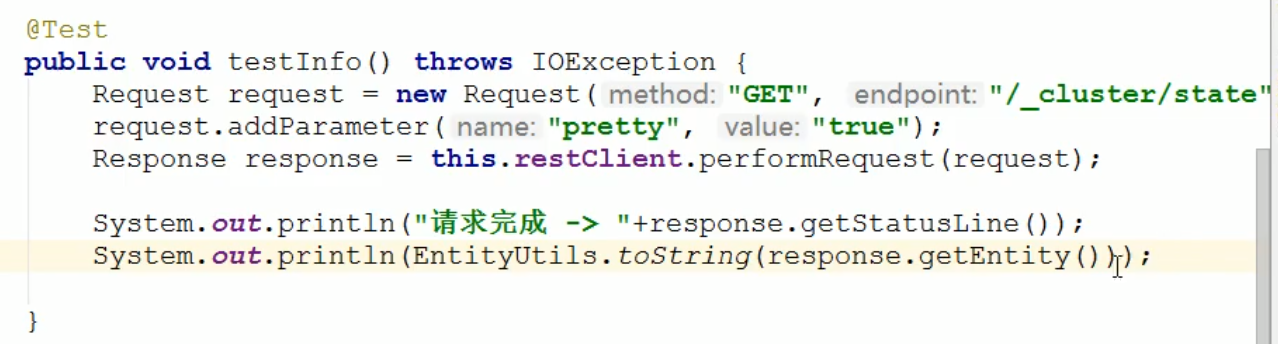 @Test
public void testInfo() throws IOException {
Request request = new Request( method: "GET", endpoint: "/_cluster/state"
request.addParameter( name: "pretty", value: "true");
Response response = this.restClient.performRequest(request);
System.out.println("请求完成 -> "+response.getStatusLine());
System.out.println(EntityUtils.toString(response.getEntity()));
}